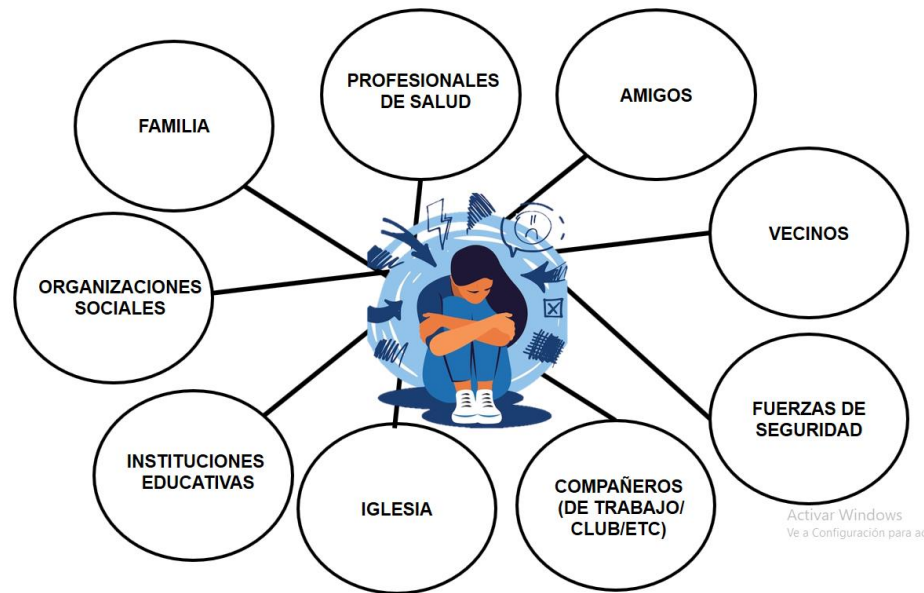 PROFESIONALES
DE SALUD
AMIGOS
FAMILIA
VECINOS
ORGANIZACIONES
SOCIALES
FUERZAS DE
SEGURIDAD
INSTITUCIONES
EDUCATIVAS
IGLESIA
COMPAÑEROS
(DE TRABAJO/
CLUB/ETC)
Activar Windows
Ve a Configuración para ac